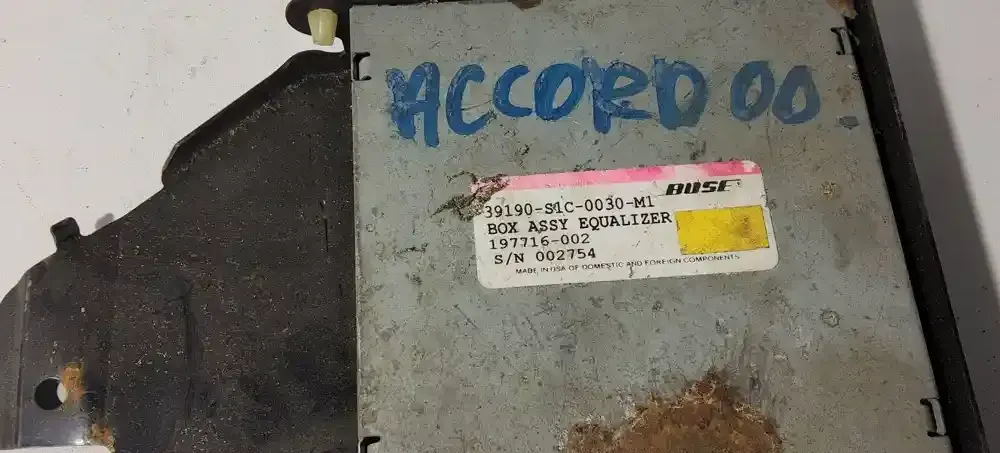 ACCORD 00
BOSE
39190-S1C-0030-M1
BOX ASSY EQUALIZER
197716-002
S/N 002754
MADE IN USA OF DOMESTIC AND FOREIGN COMPONENTS